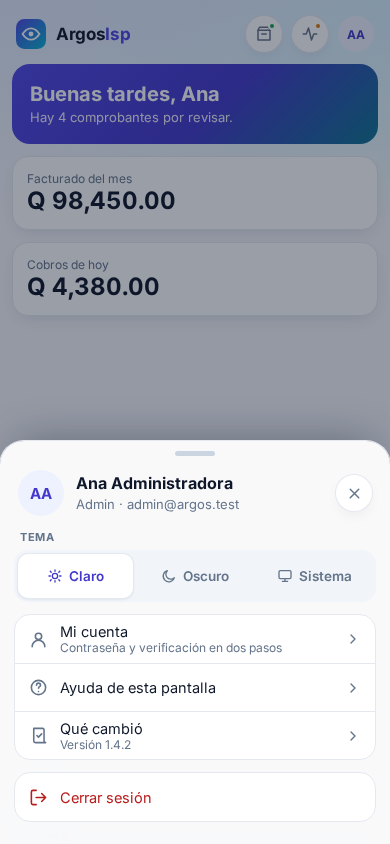 ArgosIsp
AA
Buenas tardes, Ana
Hay 4 comprobantes por revisar.
Facturado del mes
Q 98,450.00
Cobros de hoy
Q 4,380.00
AA
Ana Administradora
Admin · admin@argos.test
TEMA
Claro
Oscuro
Sistema
Mi cuenta
Contraseña y verificación en dos pasos
Ayuda de esta pantalla
Qué cambió
Versión 1.4.2
Cerrar sesión